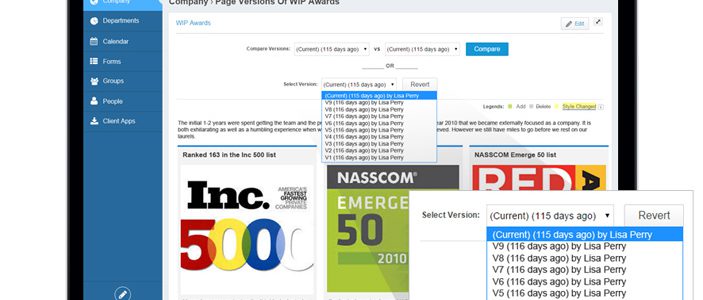 Company
Company › Page Versions Of WIP Awards
Departments
Calendar
Forms
Groups
People
Client Apps
WIP Awards
Edit
Compare Versions: (Current) (115 days ago) vs (Current) (115 days ago) Compare
OR
Select Version: (Current) (115 days ago) Revert
(Current) (115 days ago) by Lisa Perry
V9 (116 days ago) by Lisa Perry
V8 (116 days ago) by Lisa Perry
V7 (116 days ago) by Lisa Perry
V6 (116 days ago) by Lisa Perry
V5 (116 days ago) by Lisa Perry
V4 (116 days ago) by Lisa Perry
V3 (116 days ago) by Lisa Perry
V2 (116 days ago) by Lisa Perry
V1 (116 days ago) by Lisa Perry
Legends: Add Delete Style Changed
The initial 1-2 years were spent getting the team and the p ear 2010 that we became externally focused as a company. It is
both exhilarating as well as a humbling experience when w eved. However we still have miles to go before we rest on our
laurels.
Ranked 163 in the Inc 500 list
NASSCOM Emerge 50 list
Inc.
AMERICA'S
FASTEST
GROWING
PRIVATE
COMPANIES
5000
NASSCOM
EMERGE
50
2010
RED
A
Select Version: (Current) (115 days ago) Revert
(Current) (115 days ago) by Lisa Perry
V9 (116 days ago) by Lisa Perry
V8 (116 days ago) by Lisa Perry
V7 (116 days ago) by Lisa Perry
V6 (116 days ago) by Lisa Perry
V5 (116 days ago) by Lisa Perry